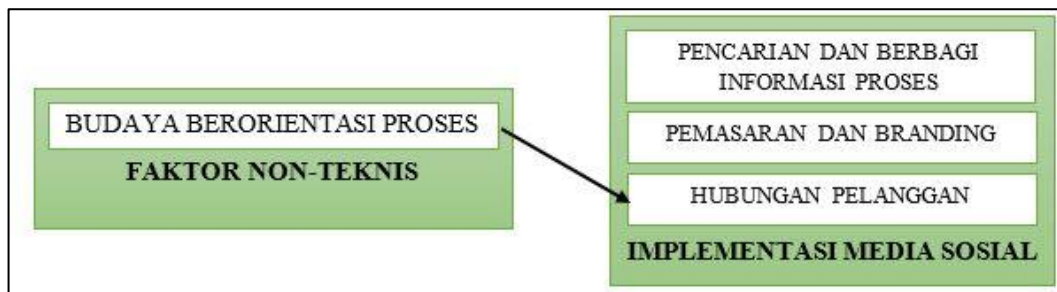 BUDAYA BERORIENTASI PROSES
FAKTOR NON-TEKNIS
PENCARIAN DAN BERBAGI
INFORMASI PROSES
PEMASARAN DAN BRANDING
HUBUNGAN PELANGGAN
IMPLEMENTASI MEDIA SOSIAL